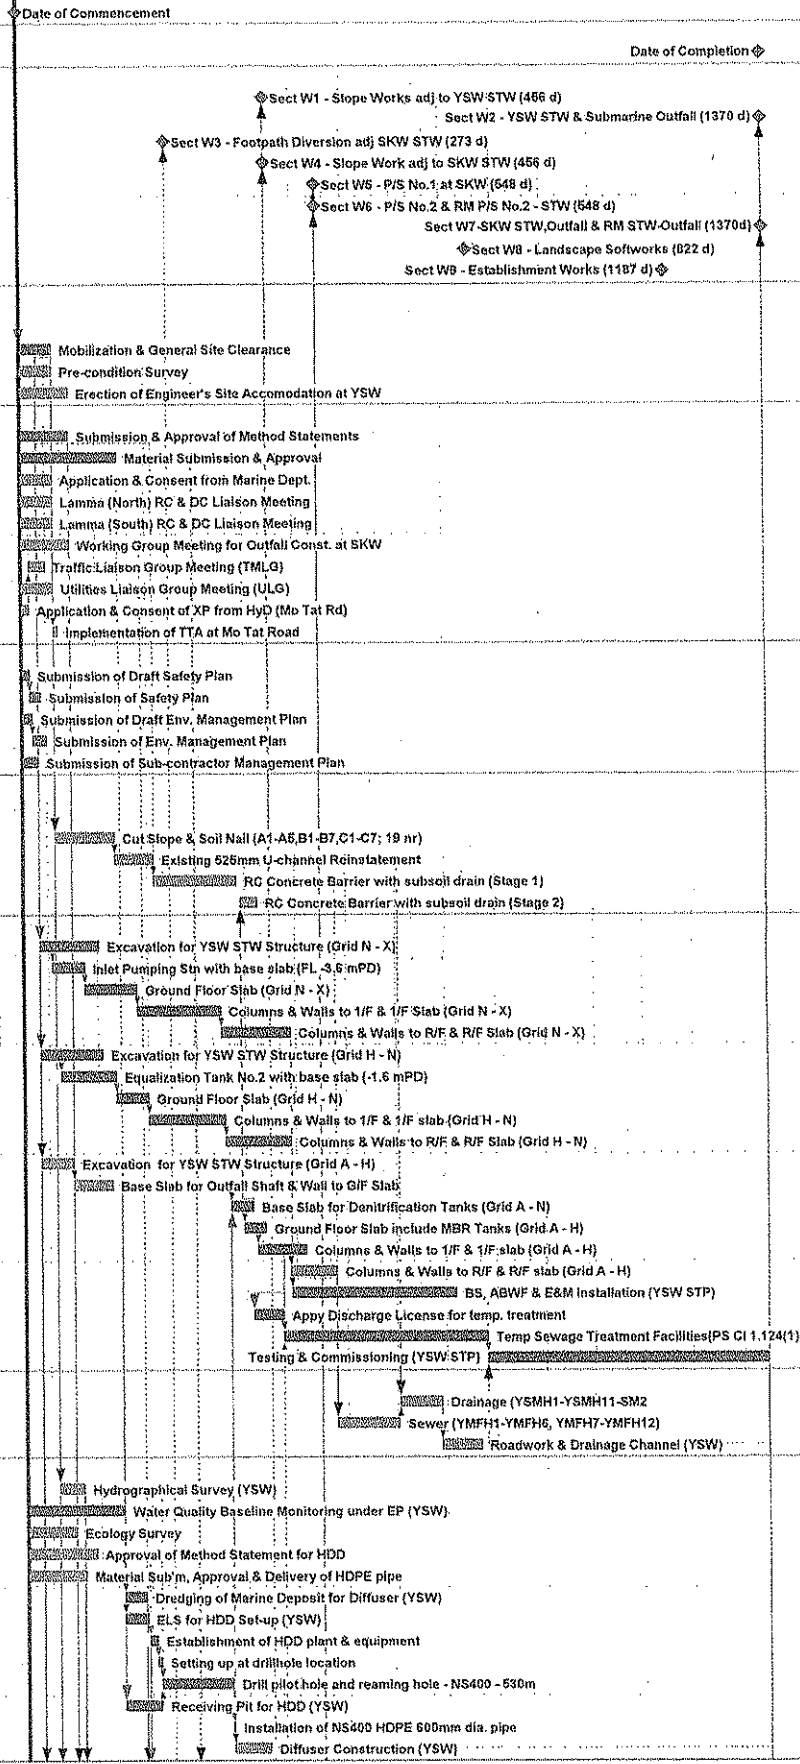 Date of Commencement
Date of Completion
Sect W1 - Slope Works adj to YSW STW (456 d)
Sect W2 - YSW STW & Submarine Outfall (1370 d)
Sect W3 - Footpath Diversion adj SKW STW (273 d)
Sect W4 - Slope Work adj to SKW STW (456 d)
Sect W5 - P/S No.1 at SKW (548 d)
Sect W6 - P/S No.2 & RM P/S No.2 - STW (548 d)
Sect W7-SKW STW,Outfall & RM STW-Outfall (1370d)
Sect W8 - Landscape Softworks (822 d)
Sect W9 - Establishment Works (1187 d)
Mobilization & General Site Clearance
Pre-condition Survey
Erection of Engineer's Site Accomodation at YSW
Submission & Approval of Method Statements
Material Submission & Approval
Application & Consent from Marine Dept.
Lamma (North) RC & DC Liaison Meeting
Lamma (South) RC & DC Liaison Meeting
Working Group Meeting for Outfall Const. at SKW
Traffic Liaison Group Meeting (TMLG)
Utilities Liaison Group Meeting (ULG)
Application & Consent of XP from HyD (Mo Tat Rd)
Implementation of TTA at Mo Tat Road
Submission of Draft Safety Plan
Submission of Safety Plan
Submission of Draft Env. Management Plan
Submission of Env. Management Plan
Submission of Sub-contractor Management Plan
Cut Slope & Soil Nail (A1-A5,B1-B7,C1-C7; 19 nr)
Existing 525mm U-channel Reinstatement
RC Concrete Barrier with subsoil drain (Stage 1)
RC Concrete Barrier with subsoil drain (Stage 2)
Excavation for YSW STW Structure (Grid N - X)
Inlet Pumping Stn with base slab (FL -3.6 mPD)
Ground Floor Slab (Grid N - X)
Columns & Walls to 1/F & 1/F Slab (Grid N - X)
Columns & Walls to R/F & R/F Slab (Grid N - X)
Excavation for YSW STW Structure (Grid H - N)
Equalization Tank No.2 with base slab (-1.6 mPD)
Ground Floor Slab (Grid H - N)
Columns & Walls to 1/F & 1/F slab (Grid H - N)
Columns & Walls to R/F & R/F Slab (Grid H - N)
Excavation for YSW STW Structure (Grid A - H)
Base Slab for Outfall Shaft & Wall to G/F Slab
Base Slab for Denitrification Tanks (Grid A - N)
Ground Floor Slab include MBR Tanks (Grid A - H)
Columns & Walls to 1/F & 1/F slab (Grid A - H)
Columns & Walls to R/F & R/F slab (Grid A - H)
BS, ABWF & E&M Installation (YSW STP)
Appy Discharge License for temp. treatment
Temp Sewage Treatment Facilities(PS Cl 1.124(1)
Testing & Commissioning (YSW STP)
Drainage (YSMH1-YSMH11-SM2
Sewer (YMFH1-YMFH6, YMFH7-YMFH12)
Roadwork & Drainage Channel (YSW)
Hydrographical Survey (YSW)
Water Quality Baseline Monitoring under EP (YSW)
Ecology Survey
Approval of Method Statement for HDD
Material Sub'm, Approval & Delivery of HDPE pipe
Dredging of Marine Deposit for Diffuser (YSW)
ELS for HDD Set-up (YSW)
Establishment of HDD plant & equipment
Setting up at drillhole location
Drill pilot hole and reaming hole - NS400 - 530m
Receiving Pit for HDD (YSW)
Installation of NS400 HDPE 600mm dia. pipe
Diffuser Construction (YSW)